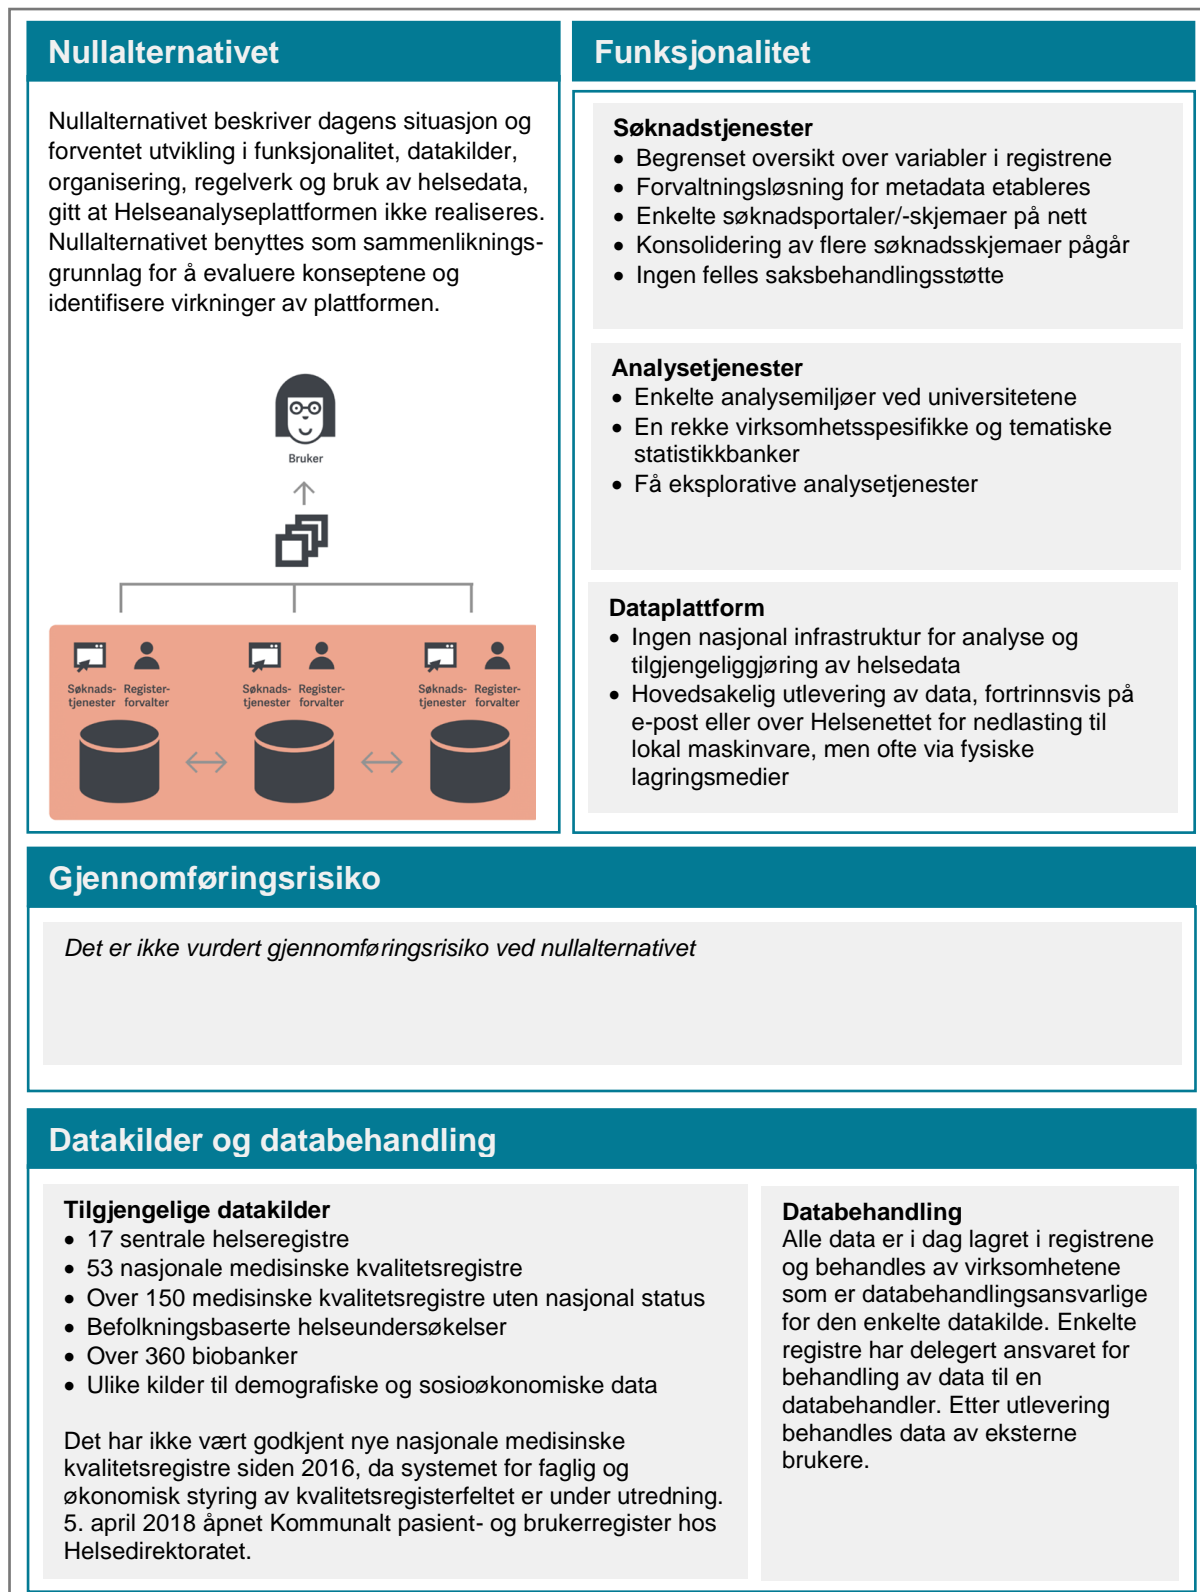 Nullalternativet
Nullalternativet beskriver dagens situasjon og
forventet utvikling i funksjonalitet, datakilder,
organisering, regelverk og bruk av helsedata,
gitt at Helseanalyseplattformen ikke realiseres.
Nullalternativet benyttes som sammenliknings-
grunnlag for å evaluere konseptene og
identifisere virkninger av plattformen.
Bruker
Søknads-
tjenester
Register-
forvalter
Søknads-
tjenester
Register-
forvalter
Søknads-
tjenester
Register-
forvalter
Funksjonalitet
Søknadstjenester
• Begrenset oversikt over variabler i registrene
• Forvaltningsløsning for metadata etableres
• Enkelte søknadsportaler/-skjemaer på nett
• Konsolidering av flere søknadsskjemaer pågår
• Ingen felles saksbehandlingsstøtte
Analysetjenester
• Enkelte analysemiljøer ved universitetene
• En rekke virksomhetsspesifikke og tematiske
statistikkbanker
• Få eksplorative analysetjenester
Dataplattform
• Ingen nasjonal infrastruktur for analyse og
tilgjengeliggjøring av helsedata
• Hovedsakelig utlevering av data, fortrinnsvis på
e-post eller over Helsenettet for nedlasting til
lokal maskinvare, men ofte via fysiske
lagringsmedier
Gjennomføringsrisiko
Det er ikke vurdert gjennomføringsrisiko ved nullalternativet
Datakilder og databehandling
Tilgjengelige datakilder
• 17 sentrale helseregistre
• 53 nasjonale medisinske kvalitetsregistre
• Over 150 medisinske kvalitetsregistre uten nasjonal status
• Befolkningsbaserte helseundersøkelser
• Over 360 biobanker
• Ulike kilder til demografiske og sosioøkonomiske data
Det har ikke vært godkjent nye nasjonale medisinske
kvalitetsregistre siden 2016, da systemet for faglig og
økonomisk styring av kvalitetsregisterfeltet er under utredning.
5. april 2018 åpnet Kommunalt pasient- og brukerregister hos
Helsedirektoratet.
Databehandling
Alle data er i dag lagret i registrene
og behandles av virksomhetene
som er databehandlingsansvarlige
for den enkelte datakilde. Enkelte
registre har delegert ansvaret for
behandling av data til en
databehandler. Etter utlevering
behandles data av eksterne
brukere.